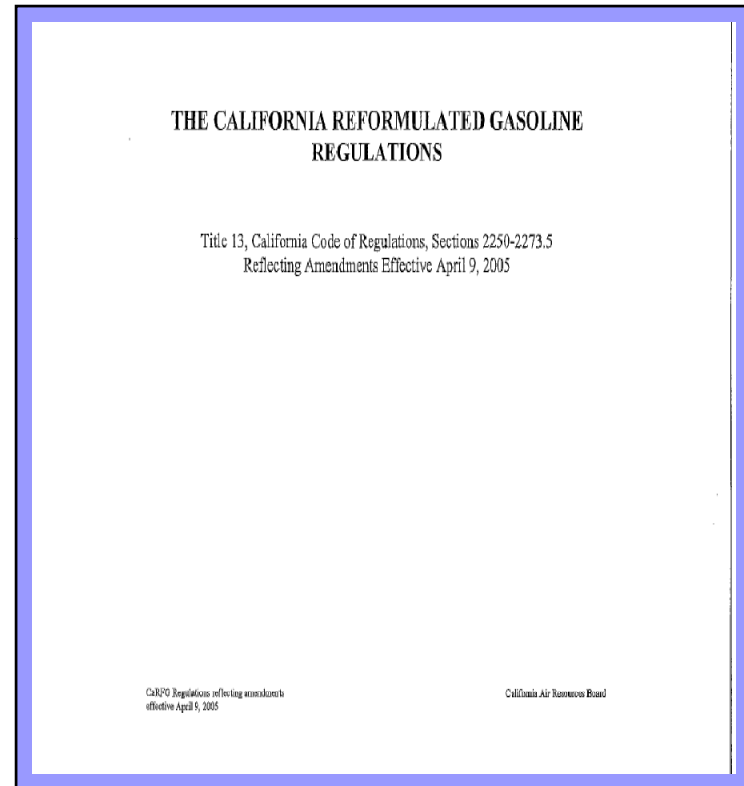 THE CALIFORNIA REFORMULATED GASOLINE
REGULATIONS
Title 13, California Code of Regulations, Sections 2250-2273.5
Reflecting Amendments Effective April 9, 2005
CaRFG Regulations reflecting amendments
effective April 9, 2005
California Air Resources Board